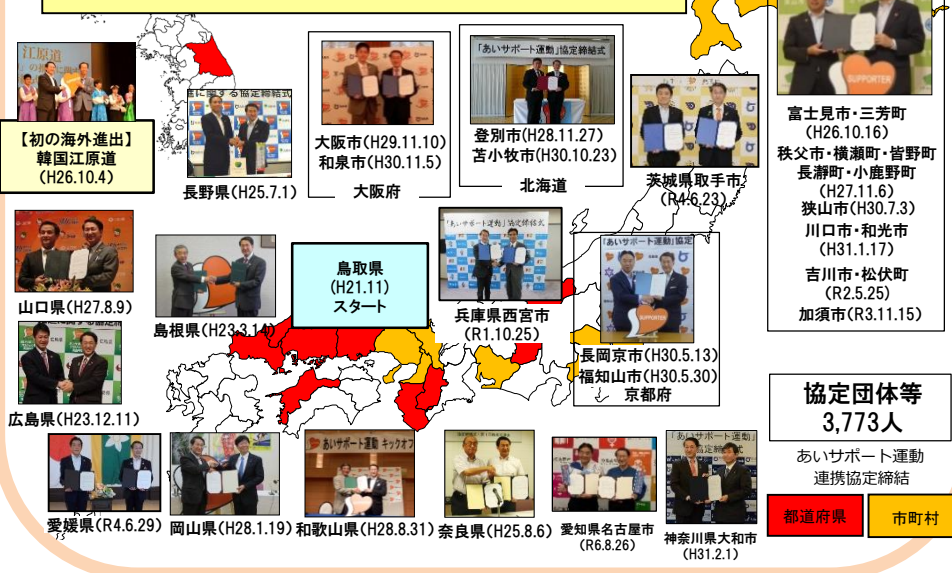 江原道
【初の海外進出】
韓国江原道
(H26.10.4)
進に関する協定締結式
長野県(H25.7.1)
大阪市(H29.11.10)
和泉市(H30.11.5)
大阪府
「あいサポート運動」協定締結式
登別市(H28.11.27)
苫小牧市(H30.10.23)
北海道
茨城県取手市
(R4.6.23)
SUPPORTER
富士見市・三芳町
(H26.10.16)
秩父市・横瀬町・皆野町
長瀞町・小鹿野町
(H27.11.6)
狭山市(H30.7.3)
川口市・和光市
(H31.1.17)
吉川市・松伏町
(R2.5.25)
加須市(R3.11.15)
山口県(H27.8.9)
島根県(H23.3.14)
鳥取県
(H21.11)
スタート
「あいサポート運動」協定締結式
兵庫県西宮市
(R1.10.25)
「あいサポート運動」協定
SUPPORTER
長岡京市(H30.5.13)
福知山市(H30.5.30)
京都府
広島県(H23.12.11)
協定団体等
3,773人
あいサポート運動
連携協定締結
都道府県
市町村
愛媛県(R4.6.29)
岡山県(H28.1.19)
あいサポート運動 キックオフ
和歌山県(H28.8.31)
奈良県(H25.8.6)
愛知県名古屋市
(R6.8.26)
「あいサポート運動」
協定締結式
神奈川県大和市
(H31.2.1)